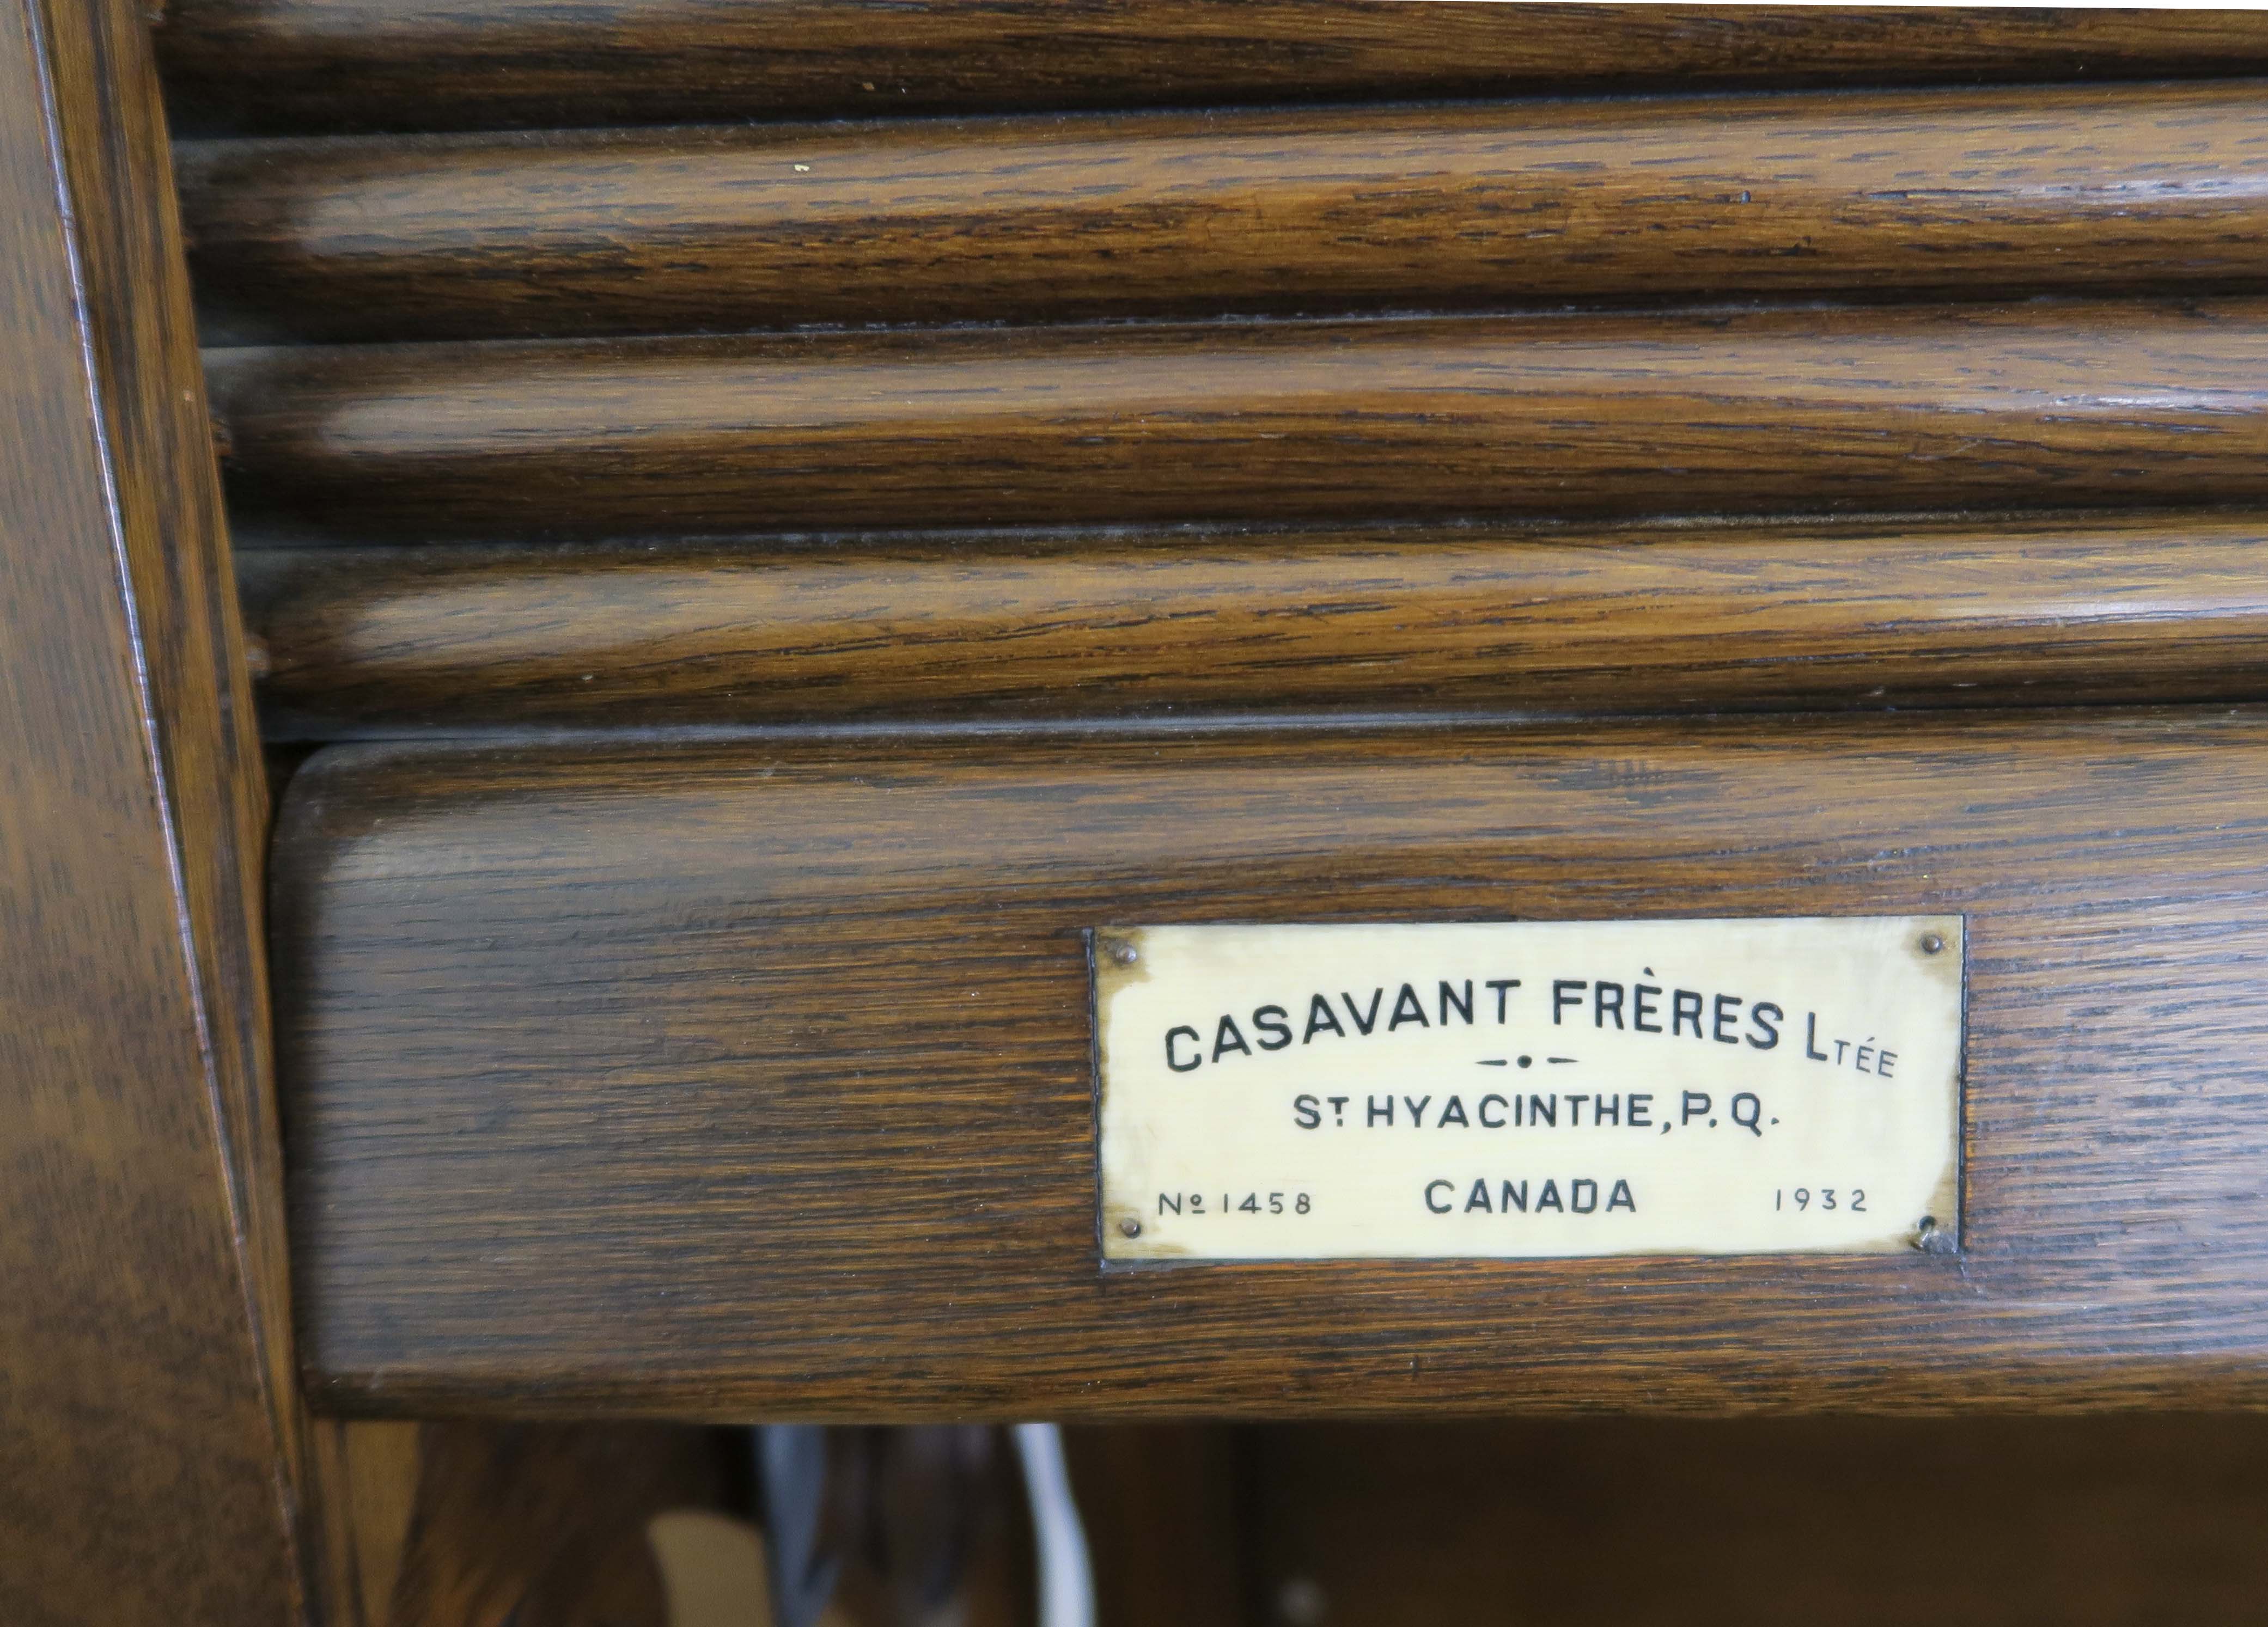 CASAVANT FRÈRES LTÉE
ST HYACINTHE, P.Q.
Nº 1458 CANADA 1932